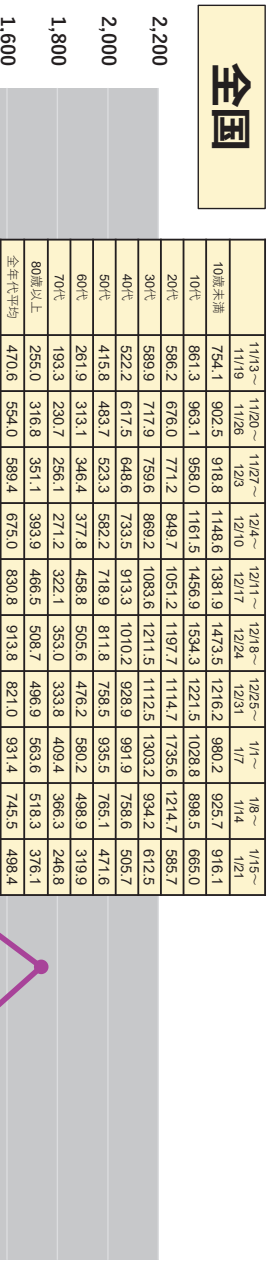 全国
11/13～11/19 11/20～11/26 11/27～12/3 12/4～12/10 12/11～12/17 12/18～12/24 12/25～12/31 1/1～1/7 1/8～1/14 1/15～1/21
10歳未満 754.1 902.5 918.8 1148.6 1381.9 1473.5 1216.2 980.2 925.7 916.1
10代 861.3 963.1 958.0 1161.5 1456.9 1534.3 1221.5 1028.8 898.5 665.0
20代 586.2 676.0 771.2 849.7 1051.2 1197.7 1114.7 1735.6 1214.7 585.7
30代 589.9 717.9 759.6 869.2 1083.6 1211.5 1112.5 1303.2 934.2 612.5
40代 522.2 617.5 648.6 733.5 913.3 1010.2 928.9 991.9 758.6 505.7
50代 415.8 483.7 523.3 582.2 718.9 811.8 758.5 935.5 765.1 471.6
60代 261.9 313.1 346.4 377.8 458.8 505.6 476.2 580.2 498.9 319.9
70代 193.3 230.7 256.1 271.2 322.1 353.0 333.8 409.4 366.3 246.8
80歳以上 255.0 316.8 351.1 393.9 466.5 508.7 496.9 563.6 518.3 376.1
全年代平均 470.6 554.0 589.4 675.0 830.8 913.8 821.0 931.4 745.5 498.4
2,200
2,000
1,800
1,600